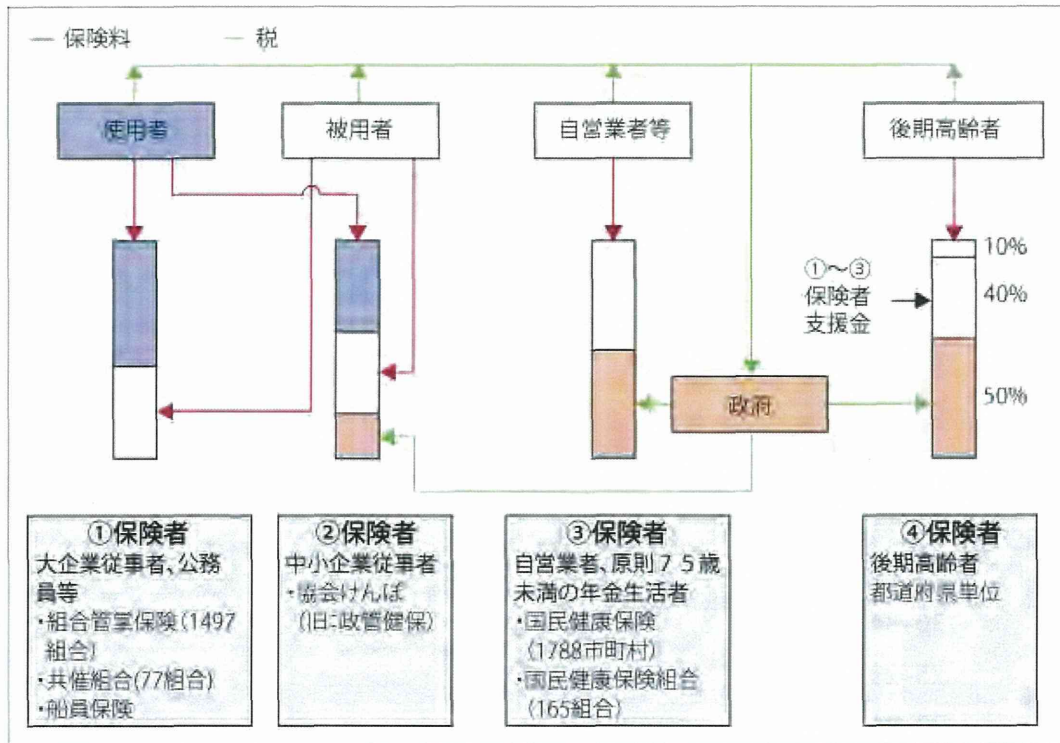 保険料
税
使用者
被用者
自営業者等
後期高齢者
10%
①～③
保険者
支援金
40%
50%
政府
①保険者
大企業従事者、公務
員等
・組合管掌保険(1497
組合)
・共催組合(77組合)
・船員保険
②保険者
中小企業従事者
・協会けんぽ
(旧:政管健保)
③保険者
自営業者、原則７５歳
未満の年金生活者
・国民健康保険
(1788市町村)
・国民健康保険組合
(165組合)
④保険者
後期高齢者
都道府県単位